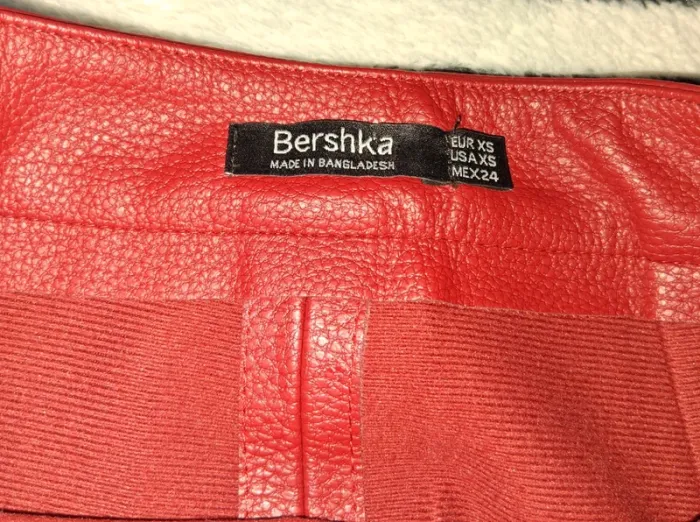 Bershka
MADE IN BANGLADESH
EUR XS
USA XS
MEX 24